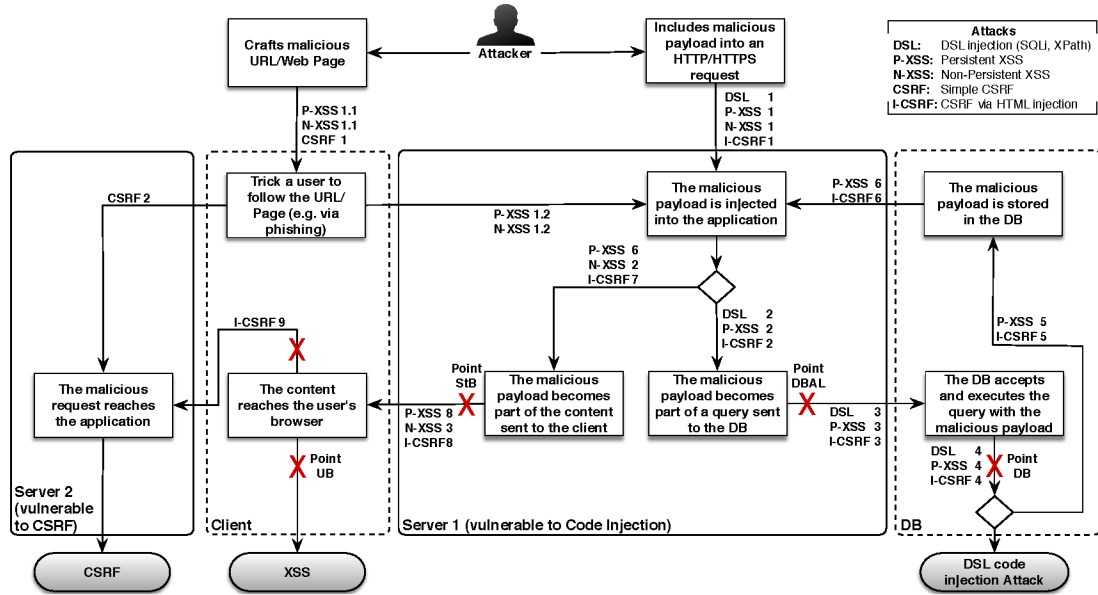 Attacker
Crafts malicious
URL/Web Page
Includes malicious
payload into an
HTTP/HTTPS
request
Attacks
DSL: DSL injection (SQLi, XPath)
P-XSS: Persistent XSS
N-XSS: Non-Persistent XSS
CSRF: Simple CSRF
I-CSRF: CSRF via HTML injection
P-XSS 1.1
N-XSS 1.1
CSRF 1
DSL 1
P-XSS 1
N-XSS 1
I-CSRF 1
CSRF 2
Trick a user to
follow the URL/
Page (e.g. via
phishing)
P-XSS 1.2
N-XSS 1.2
The malicious
payload is injected
into the application
P-XSS 6
I-CSRF 6
The malicious
payload is stored
in the DB
P-XSS 6
N-XSS 2
I-CSRF 7
DSL 2
P-XSS 2
I-CSRF 2
P-XSS 5
I-CSRF 5
I-CSRF 9
The malicious
request reaches
the application
The content
reaches the user's
browser
Point
StB
P-XSS 8
N-XSS 3
I-CSRF 8
The malicious
payload becomes
part of the content
sent to the client
The malicious
payload becomes
part of a query sent
to the DB
Point
DBAL
DSL 3
P-XSS 3
I-CSRF 3
The DB accepts
and executes the
query with the
malicious payload
Point
UB
DSL 4
P-XSS 4
I-CSRF 4
Point
DB
Server 2
(vulnerable
to CSRF)
Client
Server 1 (vulnerable to Code Injection)
DB
CSRF
XSS
DSL code
injection Attack